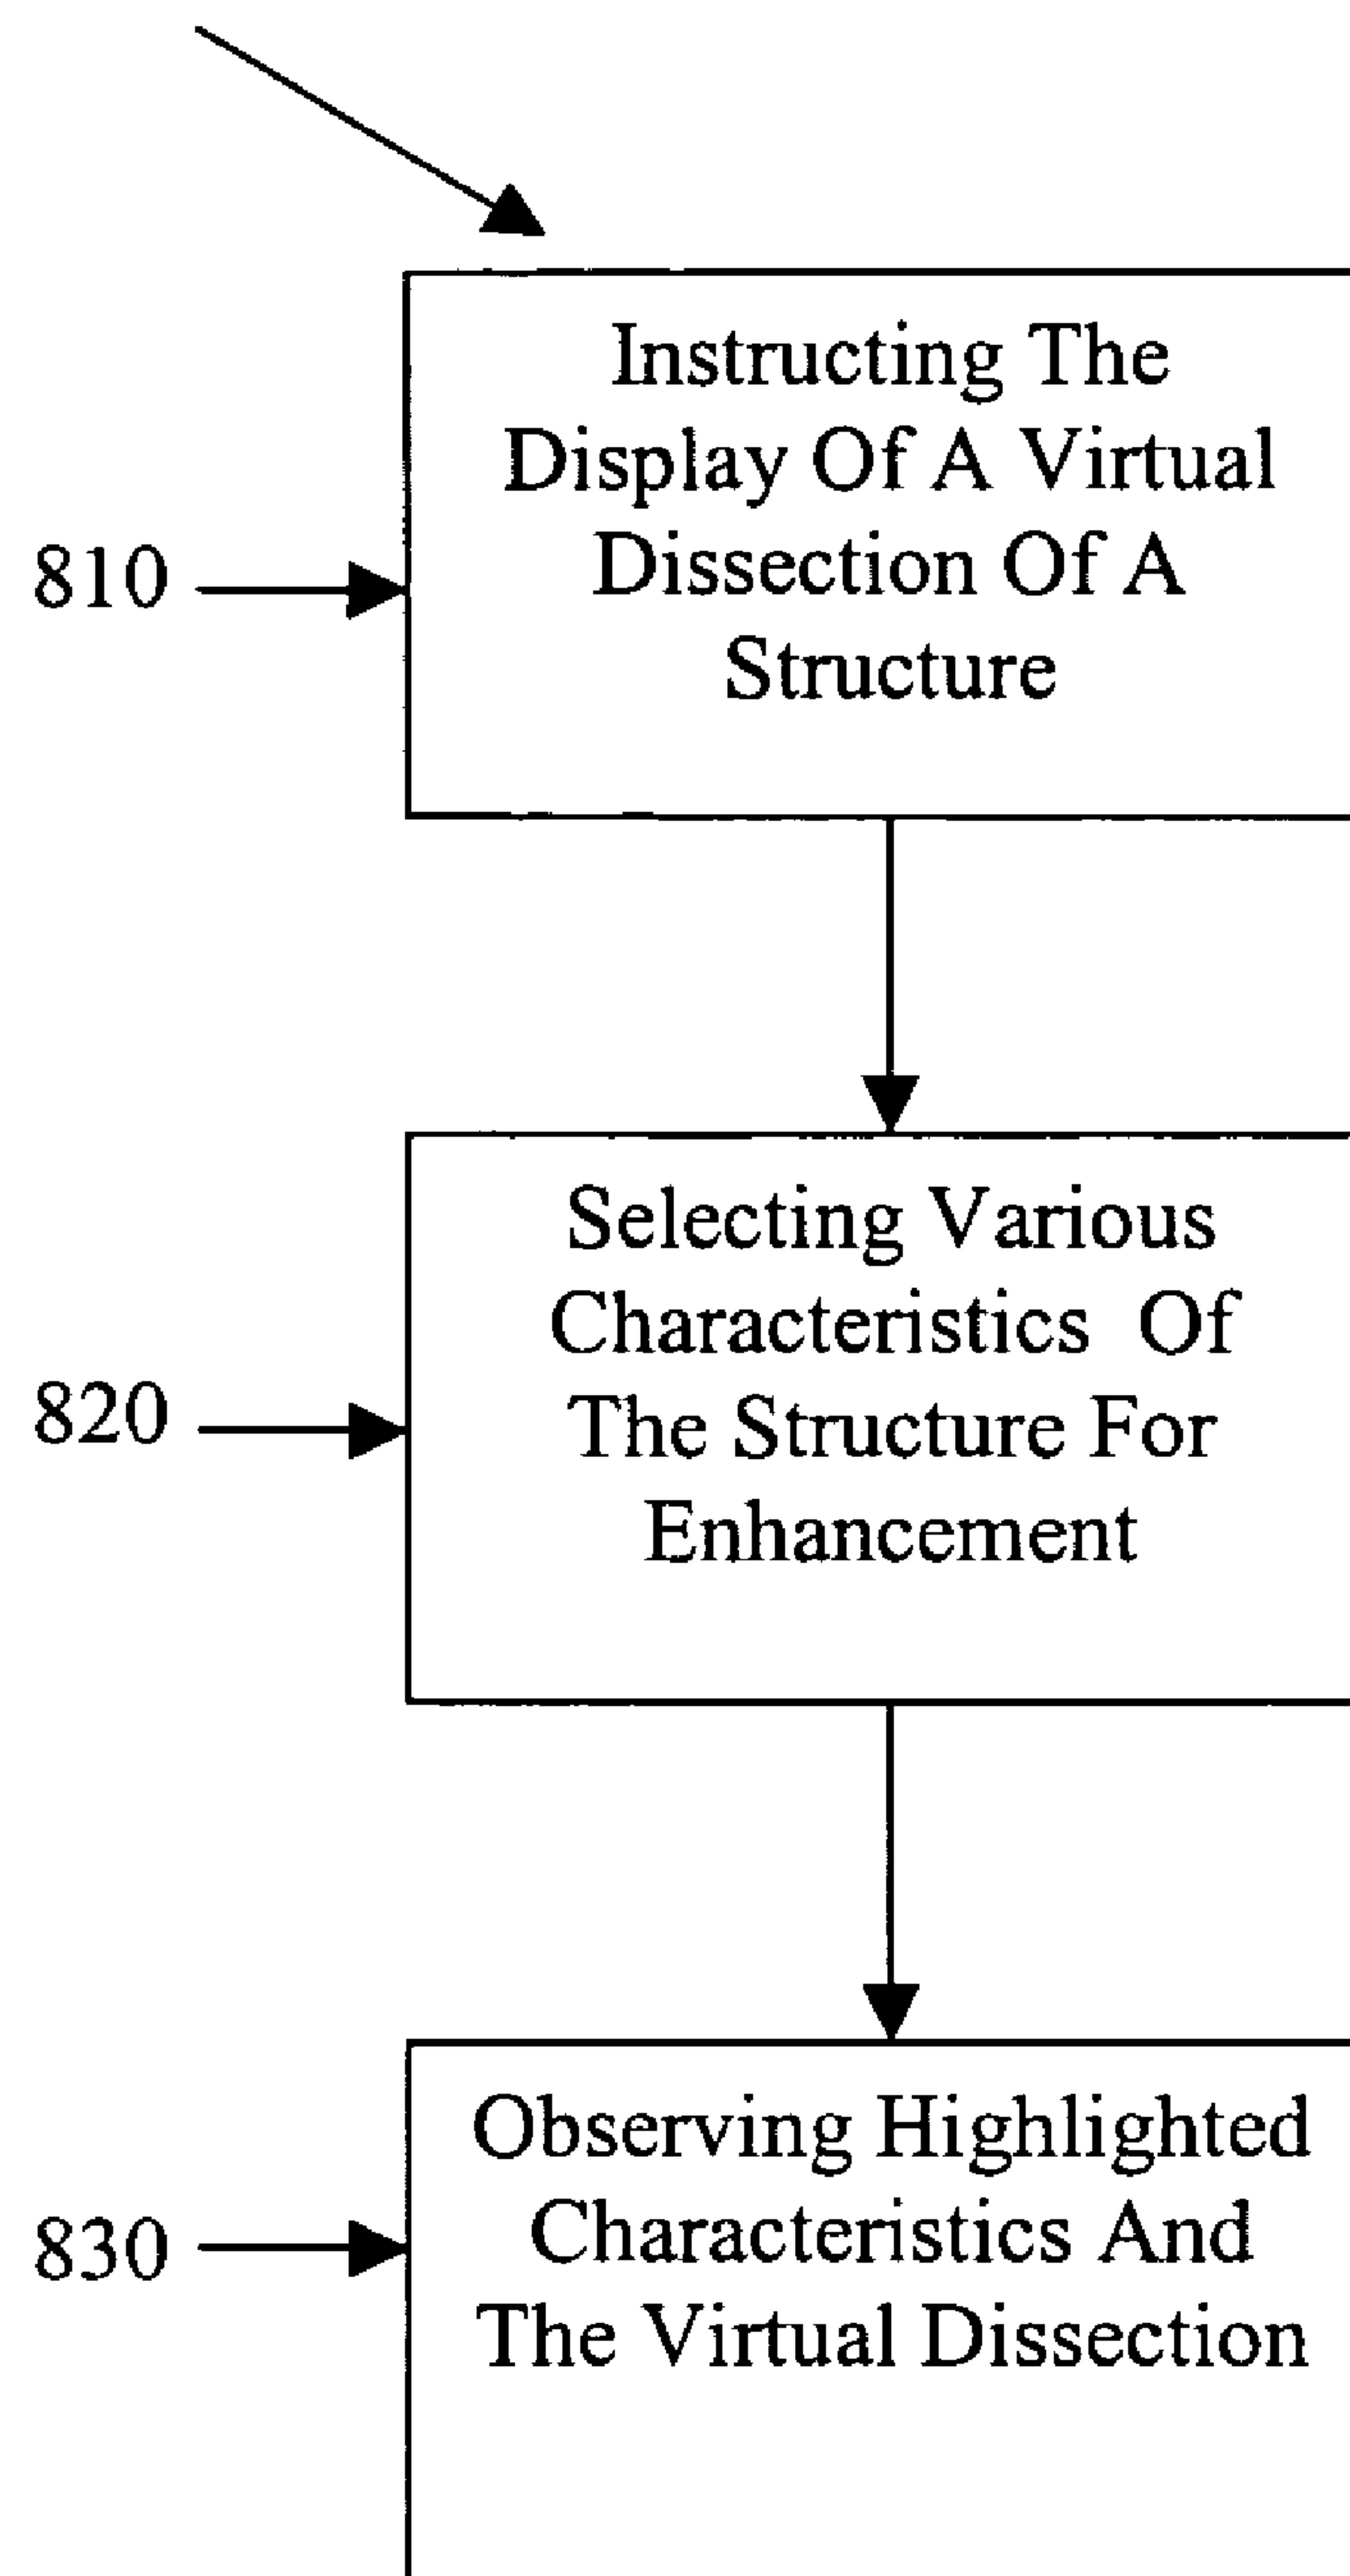 Instructing The
Display Of A Virtual
Dissection Of A
Structure
810
Selecting Various
Characteristics Of
The Structure For
Enhancement
820
Observing Highlighted
Characteristics And
The Virtual Dissection
830